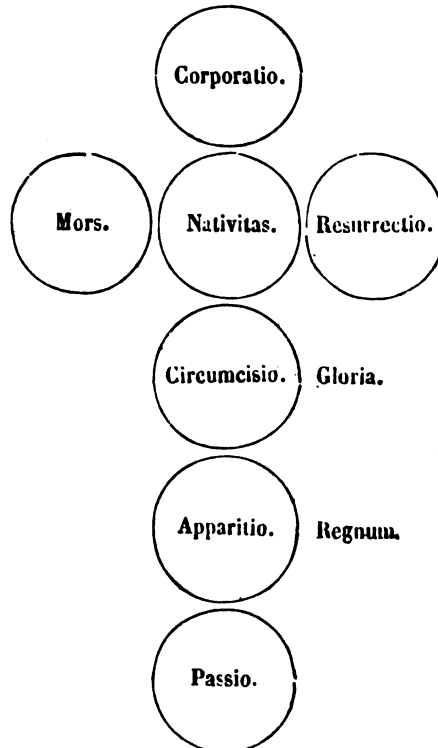 Corporatio.
Mors. Nativitas. Resurrectio.
Circumcisio. Gloria.
Apparitio. Regnum.
Passio.